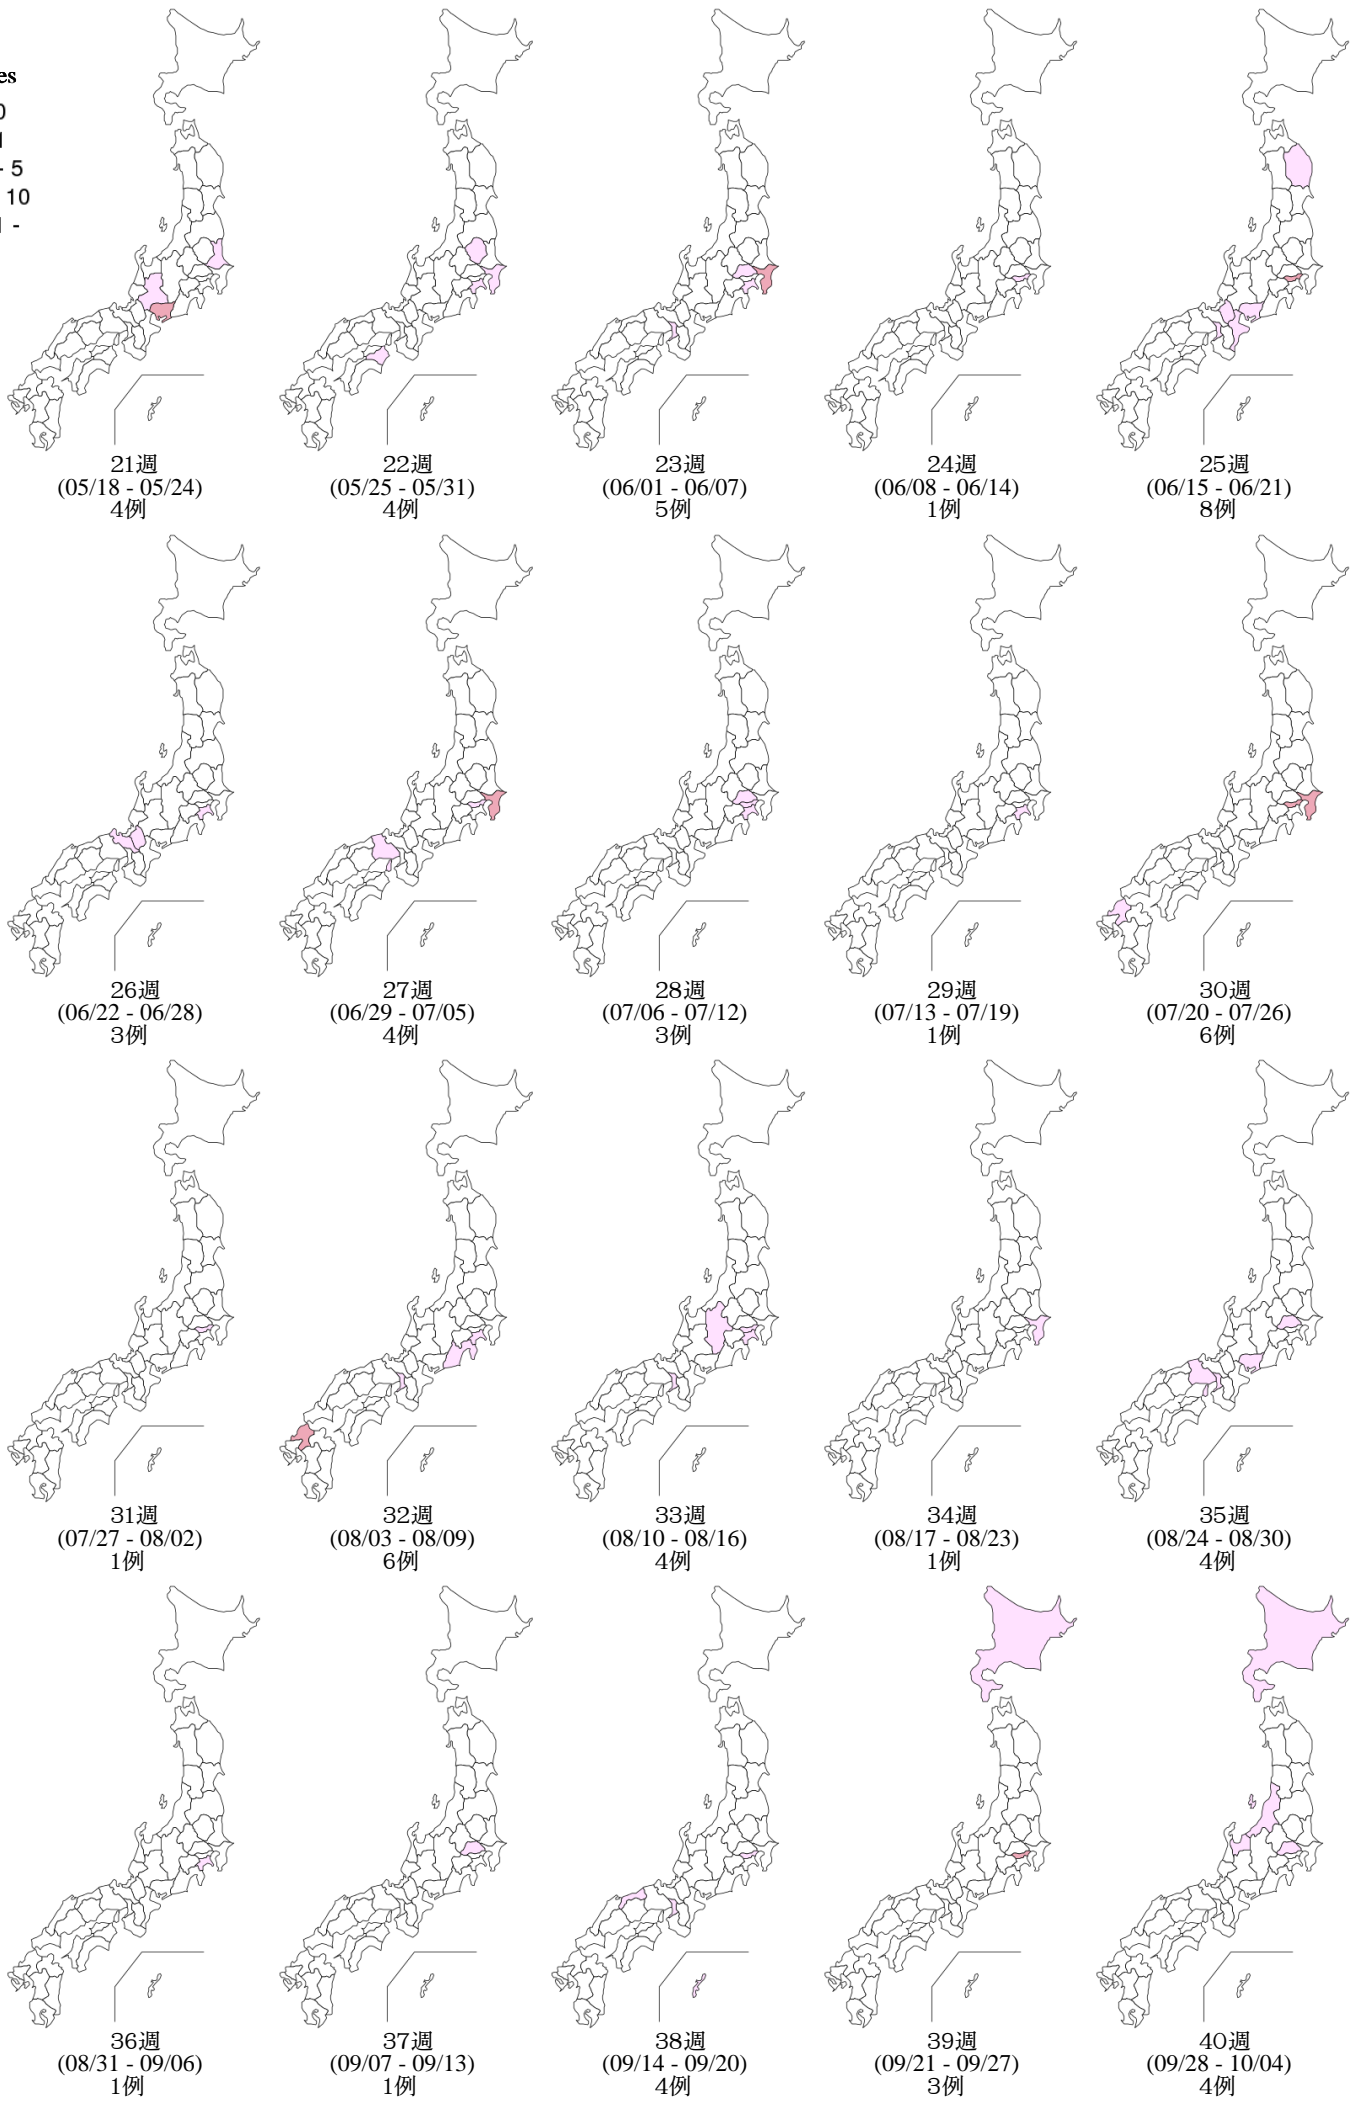 es
0
1
- 5
10
-
21週
(05/18 - 05/24)
4例
22週
(05/25 - 05/31)
4例
23週
(06/01 - 06/07)
5例
24週
(06/08 - 06/14)
1例
25週
(06/15 - 06/21)
8例
26週
(06/22 - 06/28)
3例
27週
(06/29 - 07/05)
4例
28週
(07/06 - 07/12)
3例
29週
(07/13 - 07/19)
1例
30週
(07/20 - 07/26)
6例
31週
(07/27 - 08/02)
1例
32週
(08/03 - 08/09)
6例
33週
(08/10 - 08/16)
4例
34週
(08/17 - 08/23)
1例
35週
(08/24 - 08/30)
4例
36週
(08/31 - 09/06)
1例
37週
(09/07 - 09/13)
1例
38週
(09/14 - 09/20)
4例
39週
(09/21 - 09/27)
3例
40週
(09/28 - 10/04)
4例